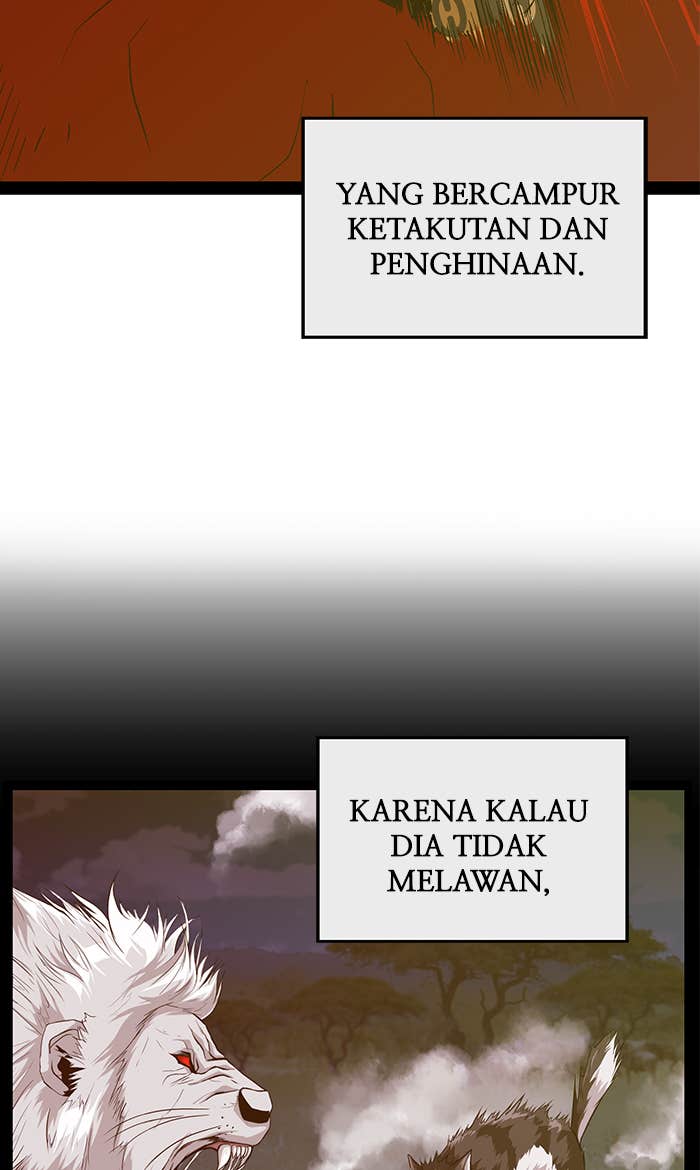 YANG BERCAMPUR
KETAKUTAN DAN
PENGHINAAN.
KARENA KALAU
DIA TIDAK
MELAWAN,